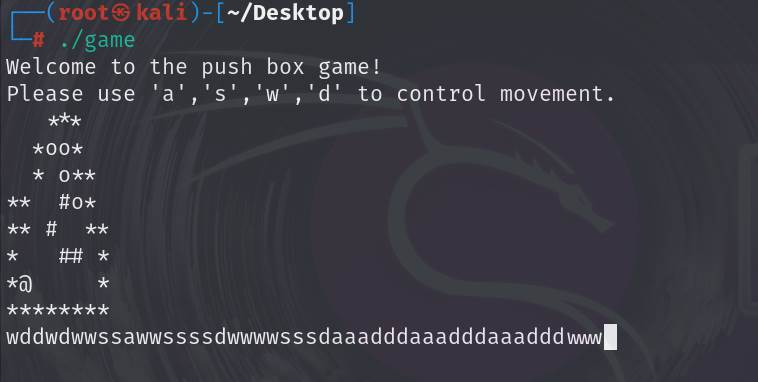 ┌──(root㉿kali)-[~/Desktop]
└─# ./game
Welcome to the push box game!
Please use 'a','s','w','d' to control movement.
   ***
  *oo*
  * o**
**  #o*
** #  **
*   ## *
*@     *
********
wddwdwwssawwssssdwwwwsssdaaadddaaadddaaadddwww